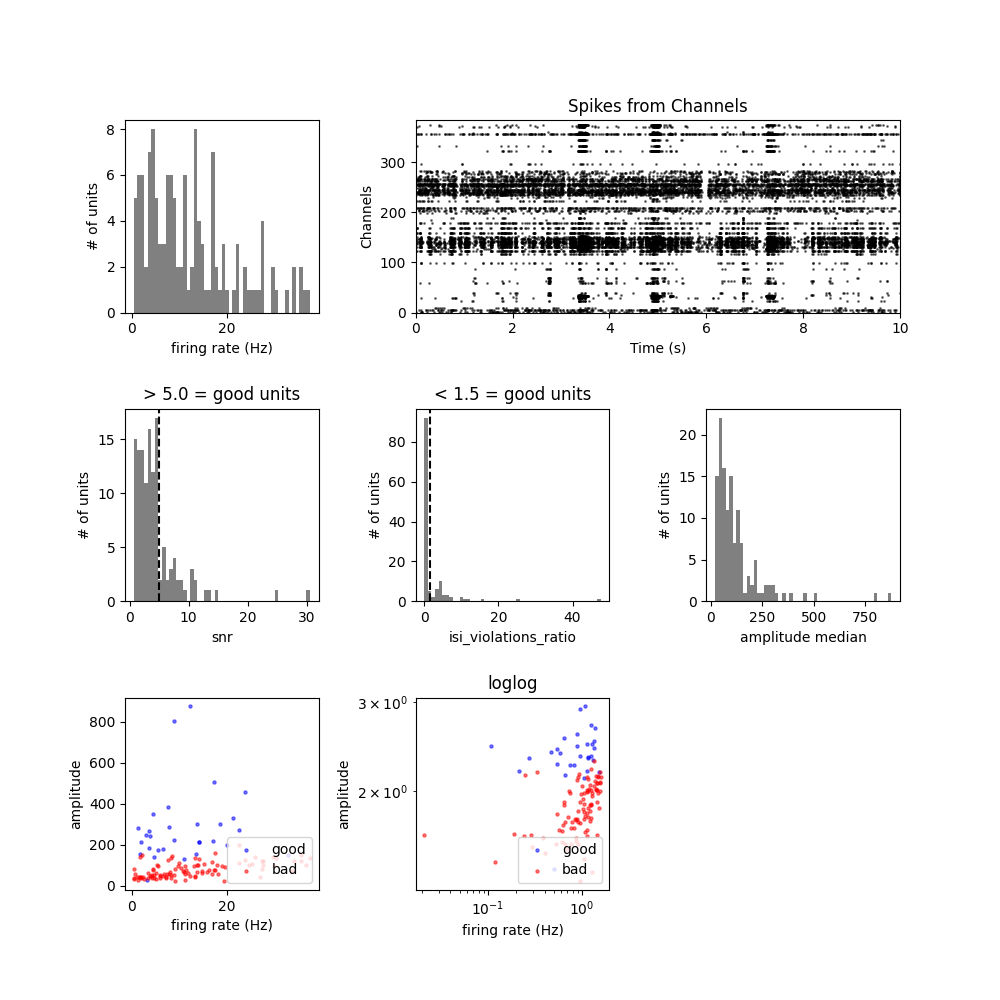 Spikes from Channels
8
6
4
2
0
# of units
0
20
firing rate (Hz)
300
200
100
0
Channels
0
2
4
6
8
10
Time (s)
> 5.0 = good units
15
10
5
0
# of units
0
10
20
30
snr
< 1.5 = good units
80
60
40
20
0
# of units
0
20
40
isi_violations_ratio
20
15
10
5
0
# of units
0
250
500
750
amplitude median
800
600
400
200
0
amplitude
0
20
firing rate (Hz)
good
bad
loglog
3 × 10⁰
2 × 10⁰
amplitude
10⁻¹
10⁰
firing rate (Hz)
good
bad